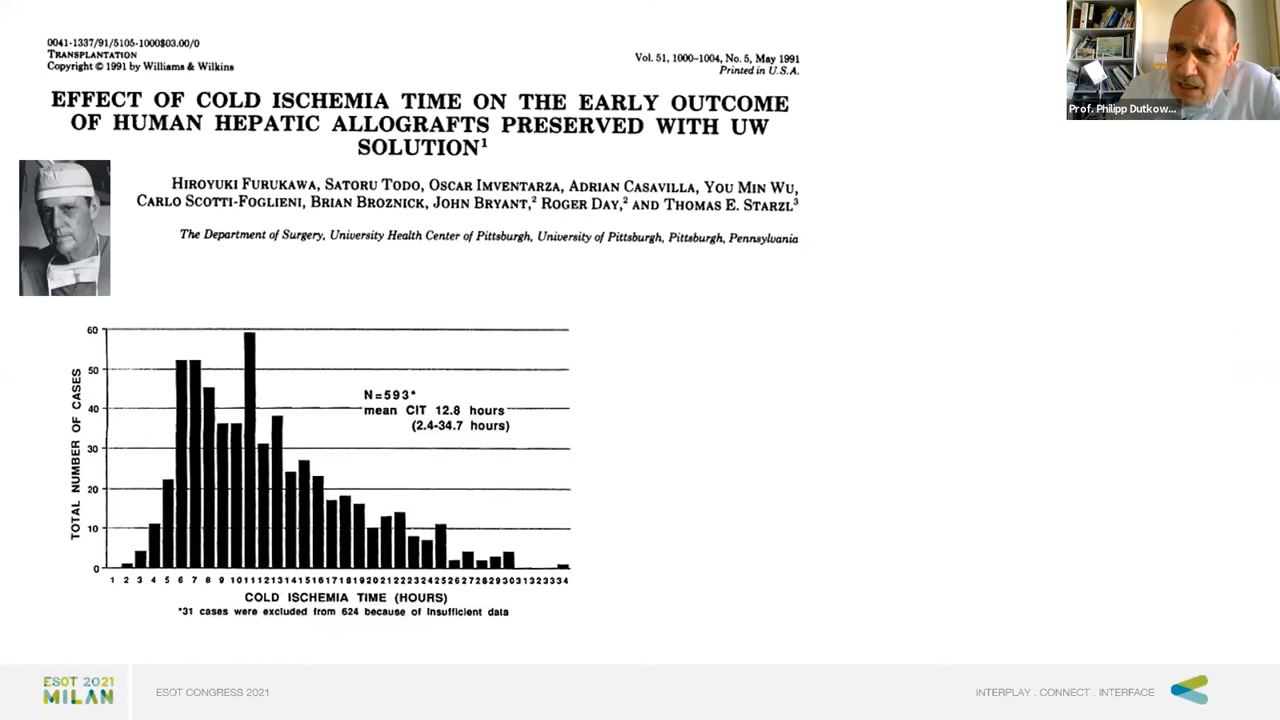 0041-1337/91/5105-1000$03.00/0
TRANSPLANTATION
Copyright © 1991 by Williams & Wilkins
Vol. 51, 1000–1004, No. 5, May 1991
Printed in U.S.A.
EFFECT OF COLD ISCHEMIA TIME ON THE EARLY OUTCOME
OF HUMAN HEPATIC ALLOGRAFTS PRESERVED WITH UW
SOLUTION¹
HIROYUKI FURUKAWA, SATORU TODO, OSCAR IMVENTARZA, ADRIAN CASAVILLA, YOU MIN WU,
CARLO SCOTTI-FOGLIENI, BRIAN BROZNICK, JOHN BRYANT,² ROGER DAY,² AND THOMAS E. STARZL³
The Department of Surgery, University Health Center of Pittsburgh, University of Pittsburgh, Pittsburgh, Pennsylvania
Prof. Philipp Dutkow...
TOTAL NUMBER OF CASES
60
50
40
30
20
10
0
N=593*
mean CIT 12.8 hours
(2.4-34.7 hours)
1 2 3 4 5 6 7 8 9 10 11 12 13 14 15 16 17 18 19 20 21 22 23 24 25 26 27 28 29 30 31 32 33 34
COLD ISCHEMIA TIME (HOURS)
*31 cases were excluded from 624 because of insufficient data
ESOT 2021
MILAN
ESOT CONGRESS 2021
INTERPLAY . CONNECT . INTERFACE